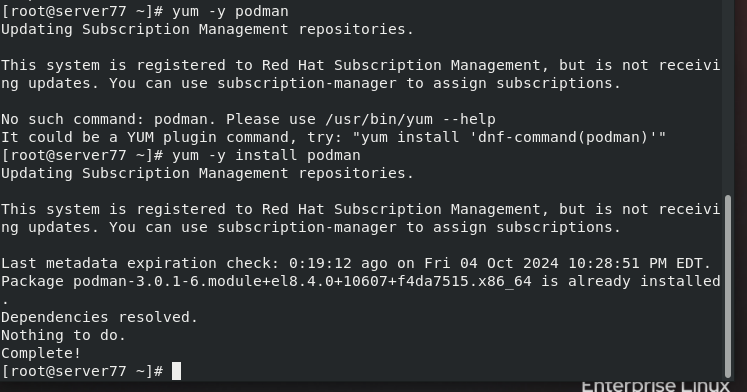 [root@server77 ~]# yum -y podman
Updating Subscription Management repositories.
This system is registered to Red Hat Subscription Management, but is not receivi
ng updates. You can use subscription-manager to assign subscriptions.
No such command: podman. Please use /usr/bin/yum --help
It could be a YUM plugin command, try: "yum install 'dnf-command(podman)'"
[root@server77 ~]# yum -y install podman
Updating Subscription Management repositories.
This system is registered to Red Hat Subscription Management, but is not receivi
ng updates. You can use subscription-manager to assign subscriptions.
Last metadata expiration check: 0:19:12 ago on Fri 04 Oct 2024 10:28:51 PM EDT.
Package podman-3.0.1-6.module+el8.4.0+10607+f4da7515.x86_64 is already installed
.
Dependencies resolved.
Nothing to do.
Complete!
[root@server77 ~]#
Enterprise Linux